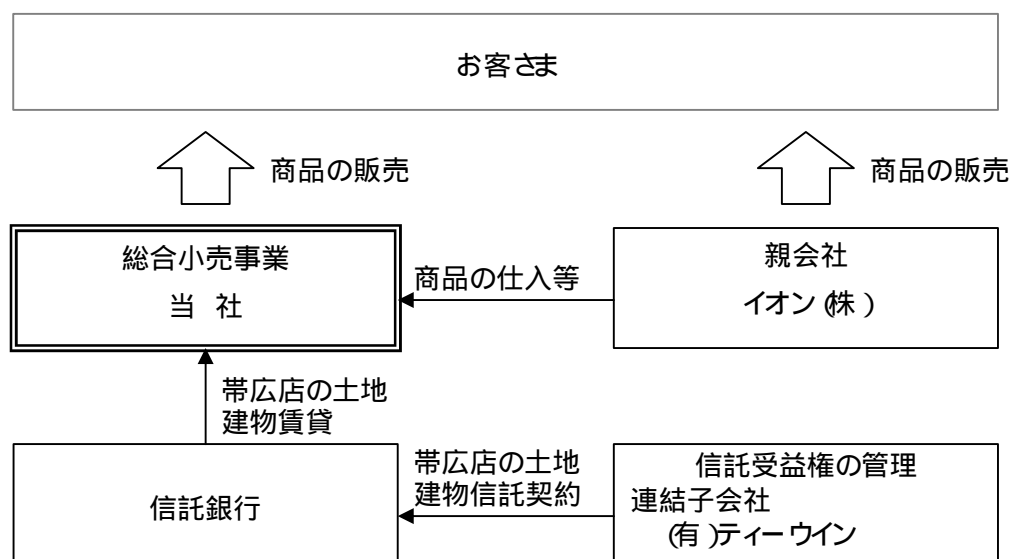 お客さま
商品の販売
商品の販売
総合小売事業
当 社
商品の仕入等
親会社
イオン(株)
帯広店の土地
建物賃貸
信託銀行
帯広店の土地
建物信託契約
信託受益権の管理
連結子会社
(有)ティーウイン